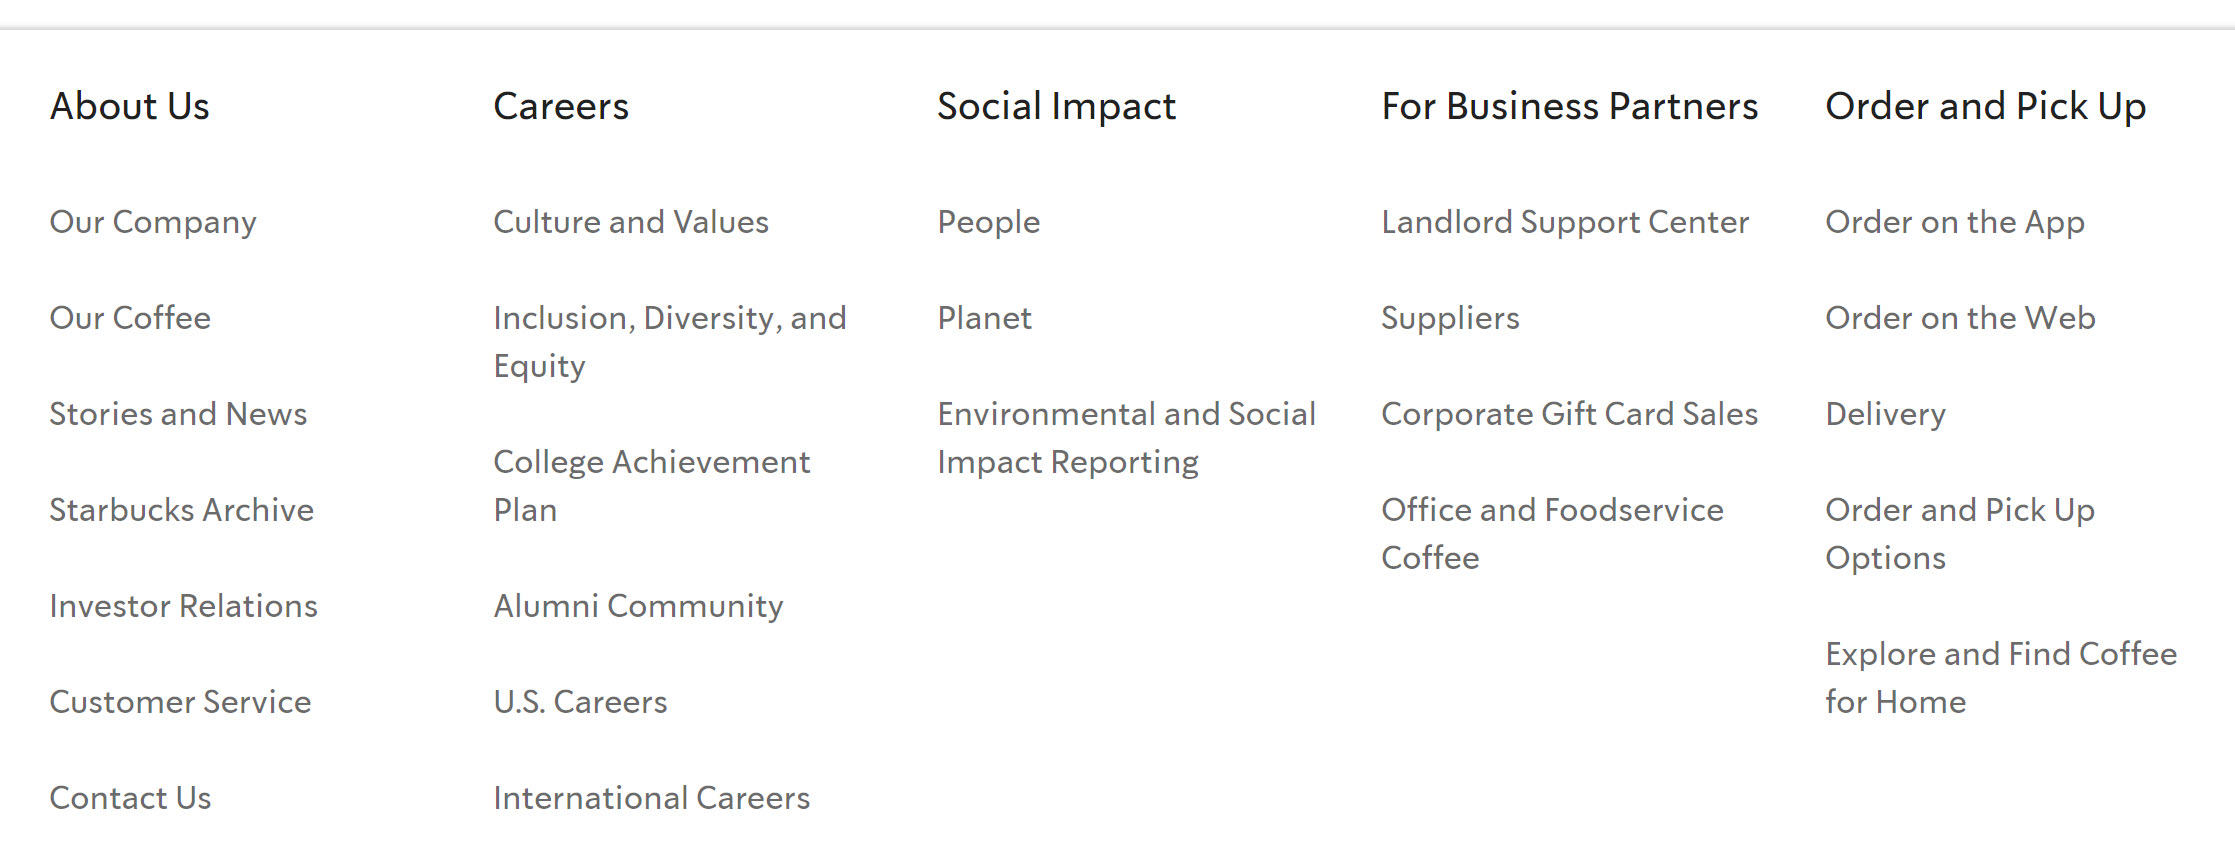 About Us
Our Company
Our Coffee
Stories and News
Starbucks Archive
Investor Relations
Customer Service
Contact Us
Careers
Culture and Values
Inclusion, Diversity, and
Equity
College Achievement
Plan
Alumni Community
U.S. Careers
International Careers
Social Impact
People
Planet
Environmental and Social
Impact Reporting
For Business Partners
Landlord Support Center
Suppliers
Corporate Gift Card Sales
Office and Foodservice
Coffee
Order and Pick Up
Order on the App
Order on the Web
Delivery
Order and Pick Up
Options
Explore and Find Coffee
for Home